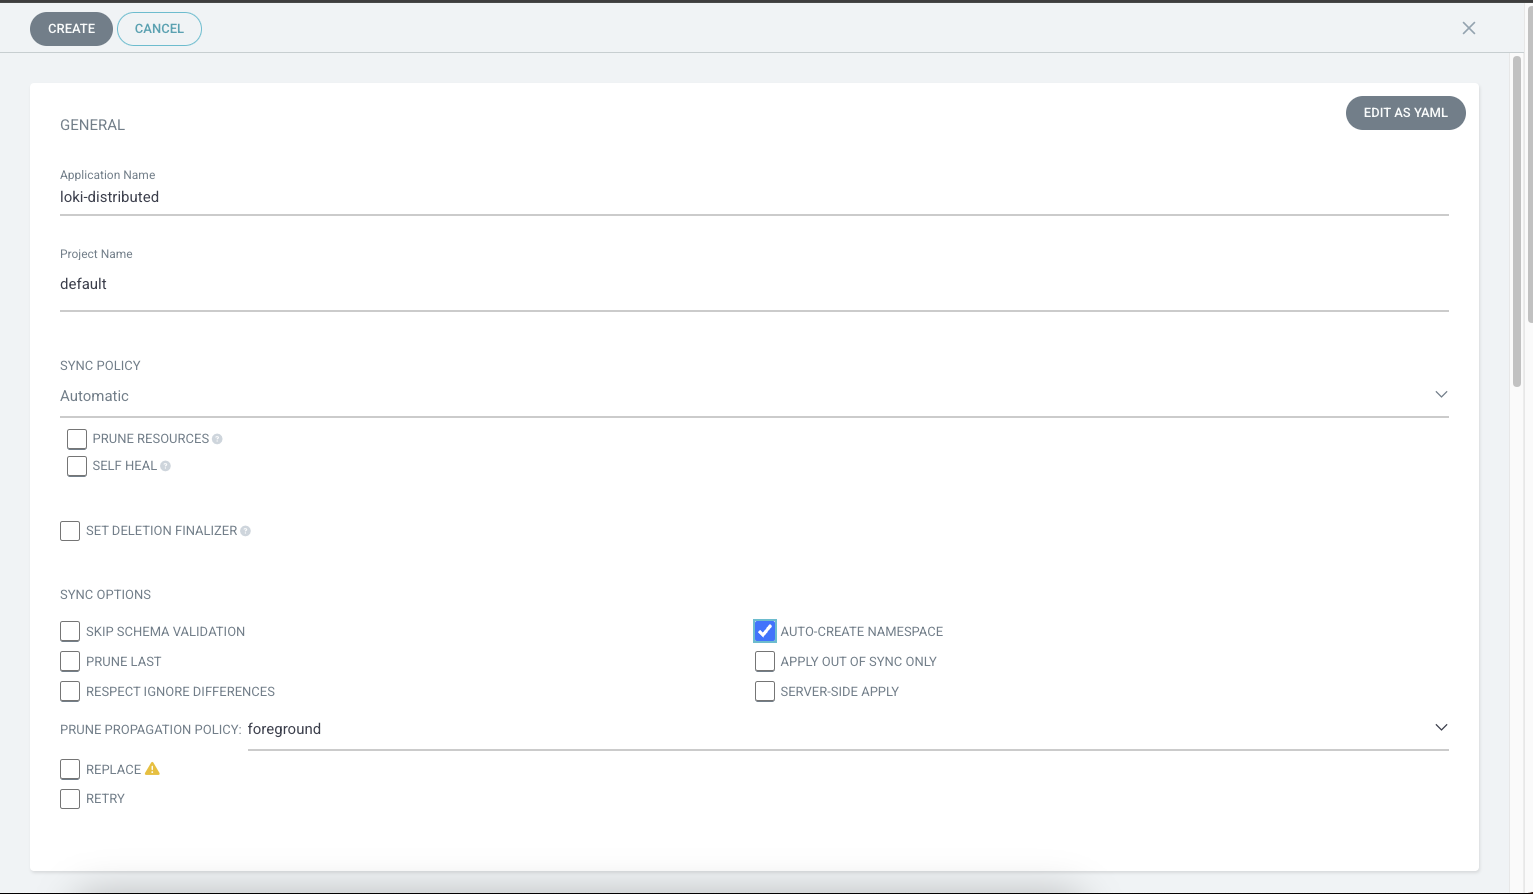 CREATE
CANCEL
EDIT AS YAML
GENERAL
Application Name
loki-distributed
Project Name
default
SYNC POLICY
Automatic
PRUNE RESOURCES ?
SELF HEAL ?
SET DELETION FINALIZER ?
SYNC OPTIONS
SKIP SCHEMA VALIDATION
AUTO-CREATE NAMESPACE
PRUNE LAST
APPLY OUT OF SYNC ONLY
RESPECT IGNORE DIFFERENCES
SERVER-SIDE APPLY
PRUNE PROPAGATION POLICY: foreground
REPLACE
RETRY